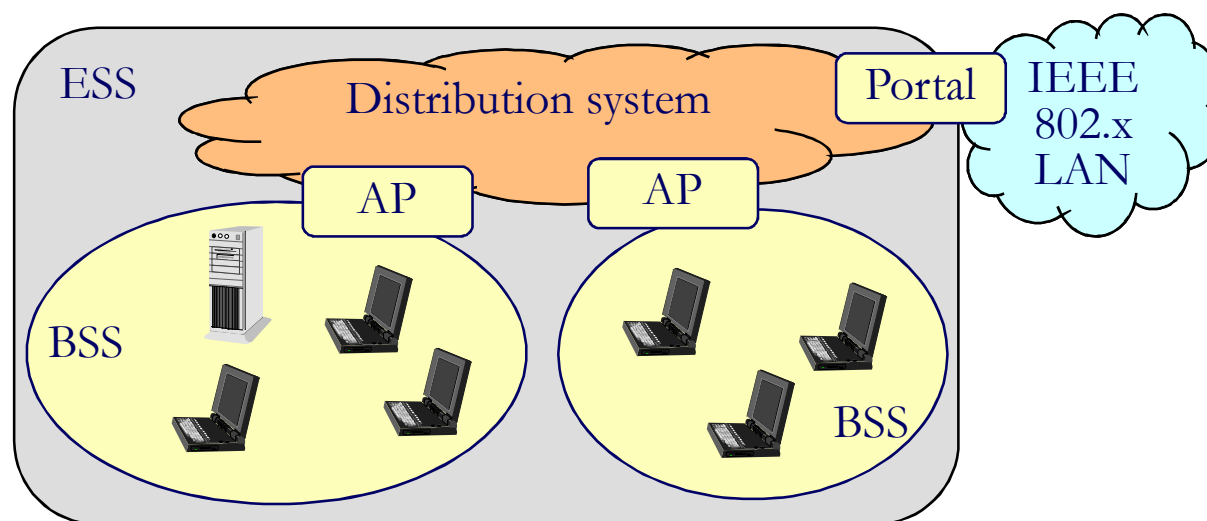 ESS
Distribution system
Portal
IEEE
802.x
LAN
AP
AP
BSS
BSS